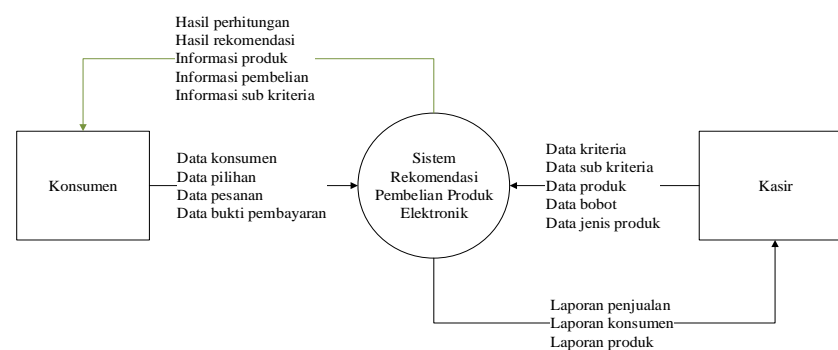 Hasil perhitungan
Hasil rekomendasi
Informasi produk
Informasi pembelian
Informasi sub kriteria
Konsumen
Data konsumen
Data pilihan
Data pesanan
Data bukti pembayaran
Sistem
Rekomendasi
Pembelian Produk
Elektronik
Data kriteria
Data sub kriteria
Data produk
Data bobot
Data jenis produk
Kasir
Laporan penjualan
Laporan konsumen
Laporan produk